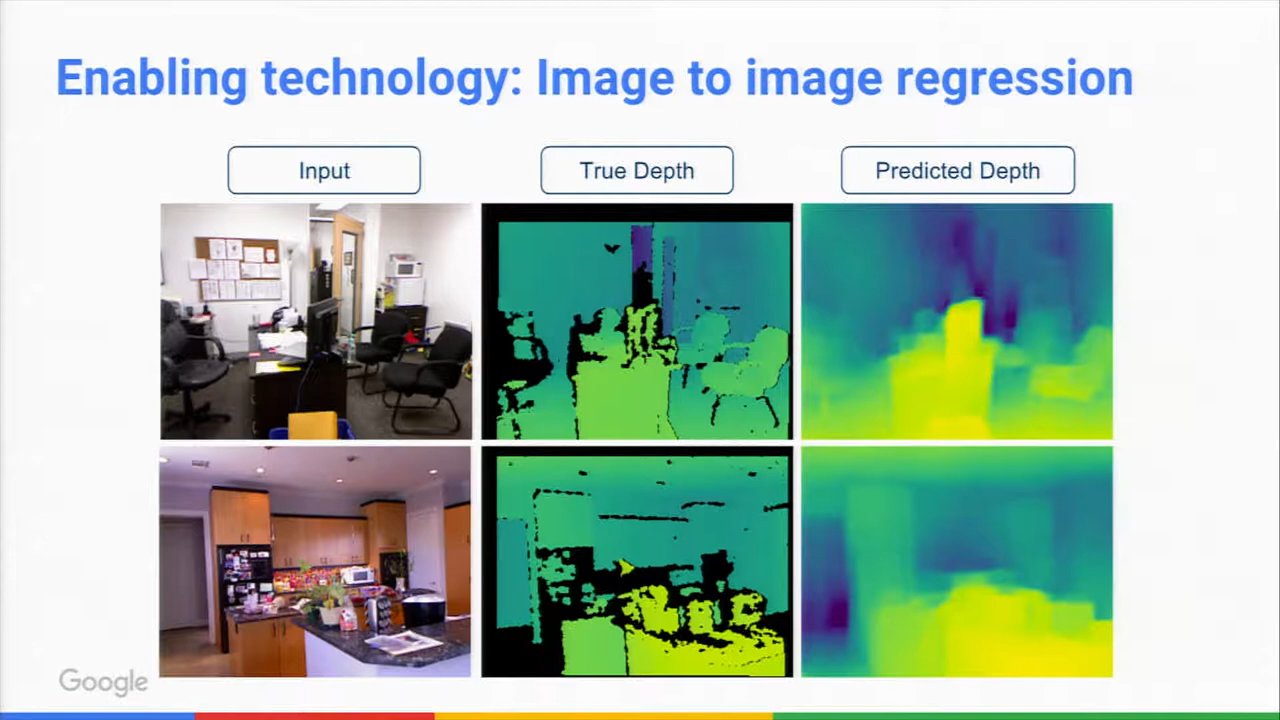 Enabling technology: Image to image regression
Input
True Depth
Predicted Depth
Google